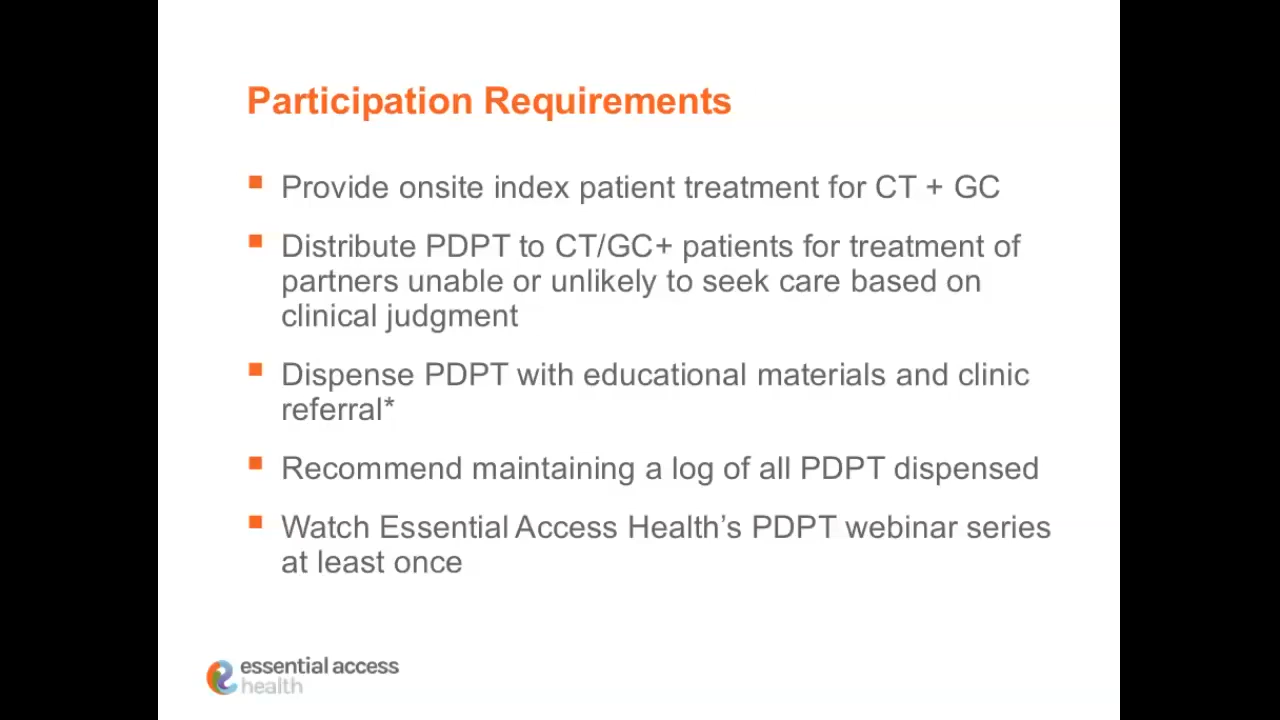 Participation Requirements
Provide onsite index patient treatment for CT + GC
Distribute PDPT to CT/GC+ patients for treatment of
partners unable or unlikely to seek care based on
clinical judgment
Dispense PDPT with educational materials and clinic
referral*
Recommend maintaining a log of all PDPT dispensed
Watch Essential Access Health’s PDPT webinar series
at least once
essential access
health